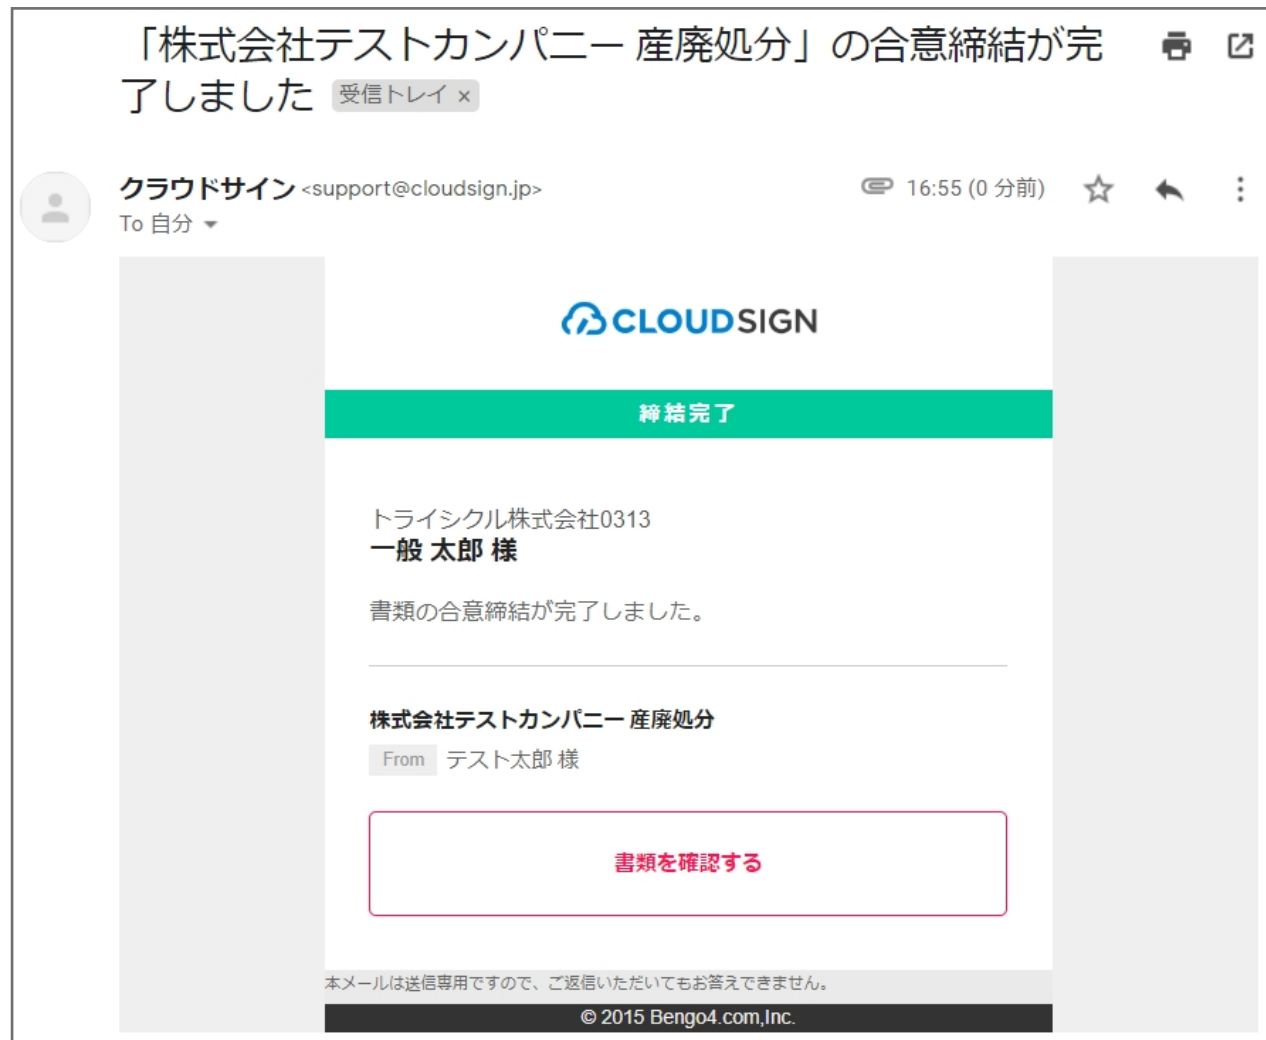 「株式会社テストカンパニー 産廃処分」の合意締結が完
了しました 受信トレイ ×
クラウドサイン <support@cloudsign.jp> 16:55 (0 分前)
To 自分
CLOUDSIGN
締結完了
トライシクル株式会社0313
一般 太郎 様
書類の合意締結が完了しました。
株式会社テストカンパニー 産廃処分
From テスト太郎 様
書類を確認する
本メールは送信専用ですので、ご返信いただいてもお答えできません。
© 2015 Bengo4.com,Inc.